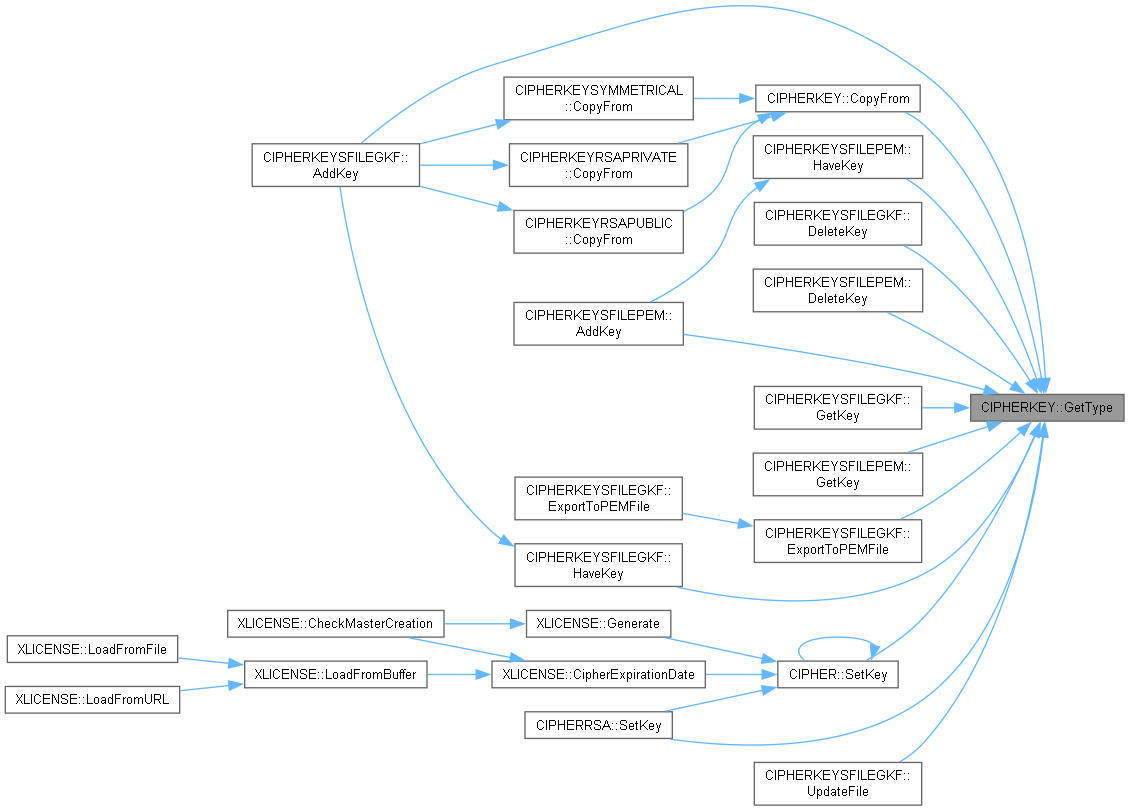 CIPHERKEYSYMMETRICAL
::CopyFrom
CIPHERKEY::CopyFrom
CIPHERKEYSFILEGKF::
AddKey
CIPHERKEYRSAPRIVATE
::CopyFrom
CIPHERKEYSFILEPEM::
HaveKey
CIPHERKEYRSAPUBLIC
::CopyFrom
CIPHERKEYSFILEGKF::
DeleteKey
CIPHERKEYSFILEPEM::
DeleteKey
CIPHERKEYSFILEPEM::
AddKey
CIPHERKEYSFILEGKF::
GetKey
CIPHERKEY::GetType
CIPHERKEYSFILEPEM::
GetKey
CIPHERKEYSFILEGKF::
ExportToPEMFile
CIPHERKEYSFILEGKF::
ExportToPEMFile
CIPHERKEYSFILEGKF::
HaveKey
XLICENSE::CheckMasterCreation
XLICENSE::Generate
XLICENSE::LoadFromFile
XLICENSE::LoadFromBuffer
XLICENSE::CipherExpirationDate
CIPHER::SetKey
XLICENSE::LoadFromURL
CIPHERRSA::SetKey
CIPHERKEYSFILEGKF::
UpdateFile